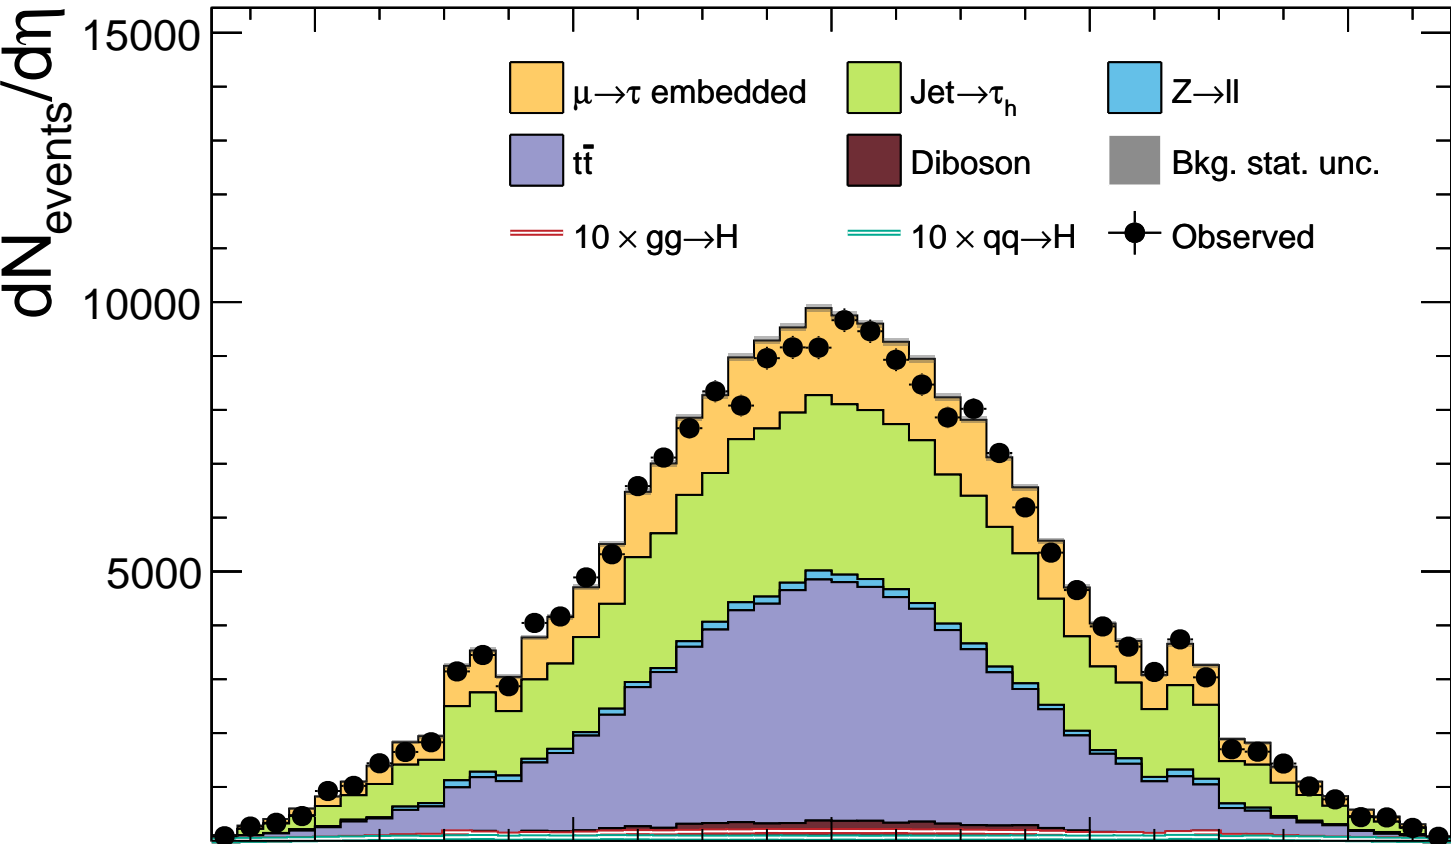 dN_events/dη
15000
10000
5000
μ→τ embedded
Jet→τ_h
Z→ll
tt̄
Diboson
Bkg. stat. unc.
10 × gg→H
10 × qq→H
Observed